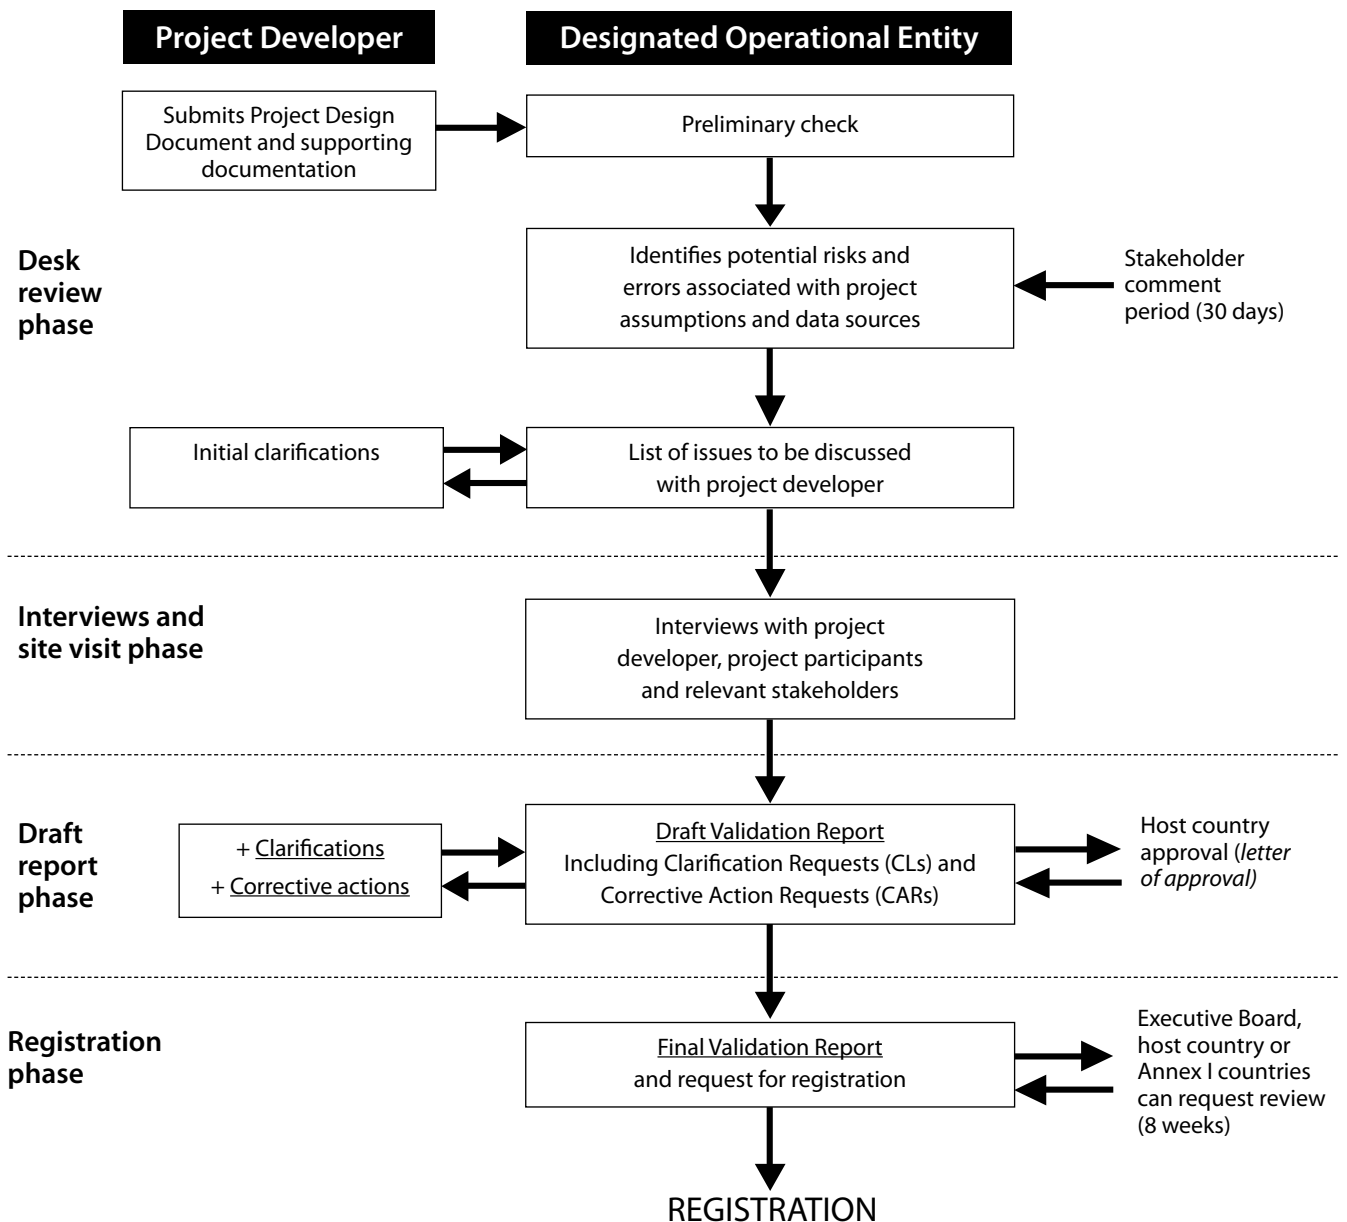 Project Developer
Designated Operational Entity
Submits Project Design
Document and supporting
documentation
Preliminary check
Desk
review
phase
Identifies potential risks and
errors associated with project
assumptions and data sources
Stakeholder
comment
period (30 days)
Initial clarifications
List of issues to be discussed
with project developer
Interviews and
site visit phase
Interviews with project
developer, project participants
and relevant stakeholders
Draft
report
phase
+ Clarifications
+ Corrective actions
Draft Validation Report
Including Clarification Requests (CLs) and
Corrective Action Requests (CARs)
Host country
approval (letter
of approval)
Registration
phase
Final Validation Report
and request for registration
Executive Board,
host country or
Annex I countries
can request review
(8 weeks)
REGISTRATION